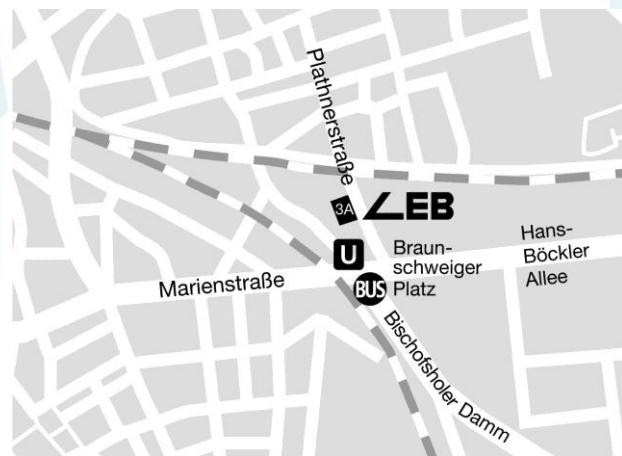 Plathnerstraße
3A
LEB
U
Braun-
schweiger
Platz
Hans-
Böckler
Allee
Marienstraße
BUS
Bischofsholer Damm